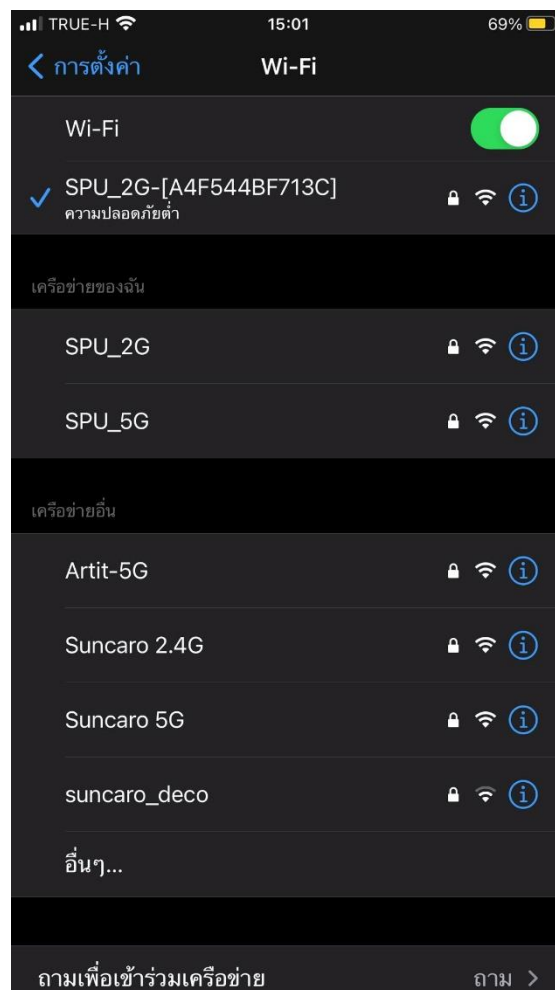 TRUE-H 15:01 69%
การตั้งค่า Wi-Fi
Wi-Fi
SPU_2G-[A4F544BF713C]
ความปลอดภัยต่ำ
เครือข่ายของฉัน
SPU_2G
SPU_5G
เครือข่ายอื่น
Artit-5G
Suncaro 2.4G
Suncaro 5G
suncaro_deco
อื่นๆ...
ถามเพื่อเข้าร่วมเครือข่าย ถาม